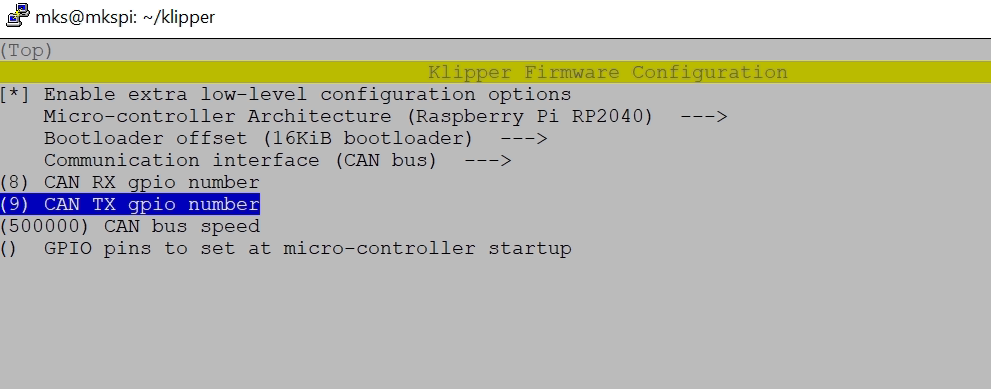 mks@mkspi: ~/klipper
(Top)
Klipper Firmware Configuration
[*] Enable extra low-level configuration options
Micro-controller Architecture (Raspberry Pi RP2040)  --->
Bootloader offset (16KiB bootloader)  --->
Communication interface (CAN bus)  --->
(8) CAN RX gpio number
(9) CAN TX gpio number
(500000) CAN bus speed
()  GPIO pins to set at micro-controller startup